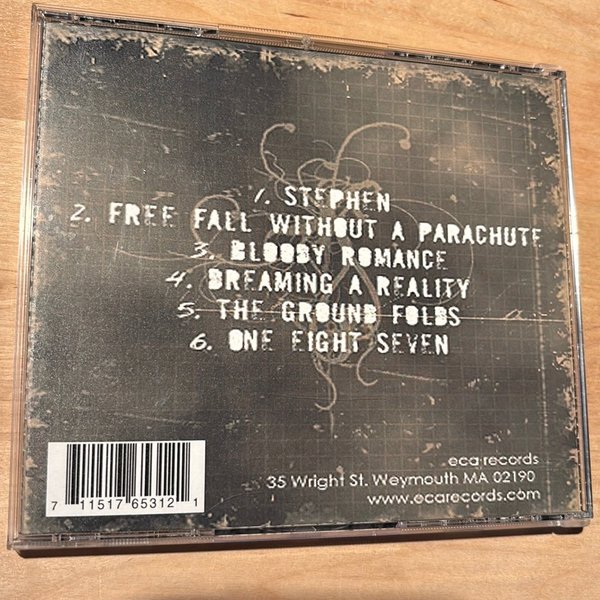 1. STEPHEN
2. FREE FALL WITHOUT A PARACHUTE
3. BLOODY ROMANCE
4. DREAMING A REALITY
5. THE GROUND FOLDS
6. ONE EIGHT SEVEN
eca records
35 Wright St. Weymouth MA 02190
www.ecarecords.com
7 11517 65312 1